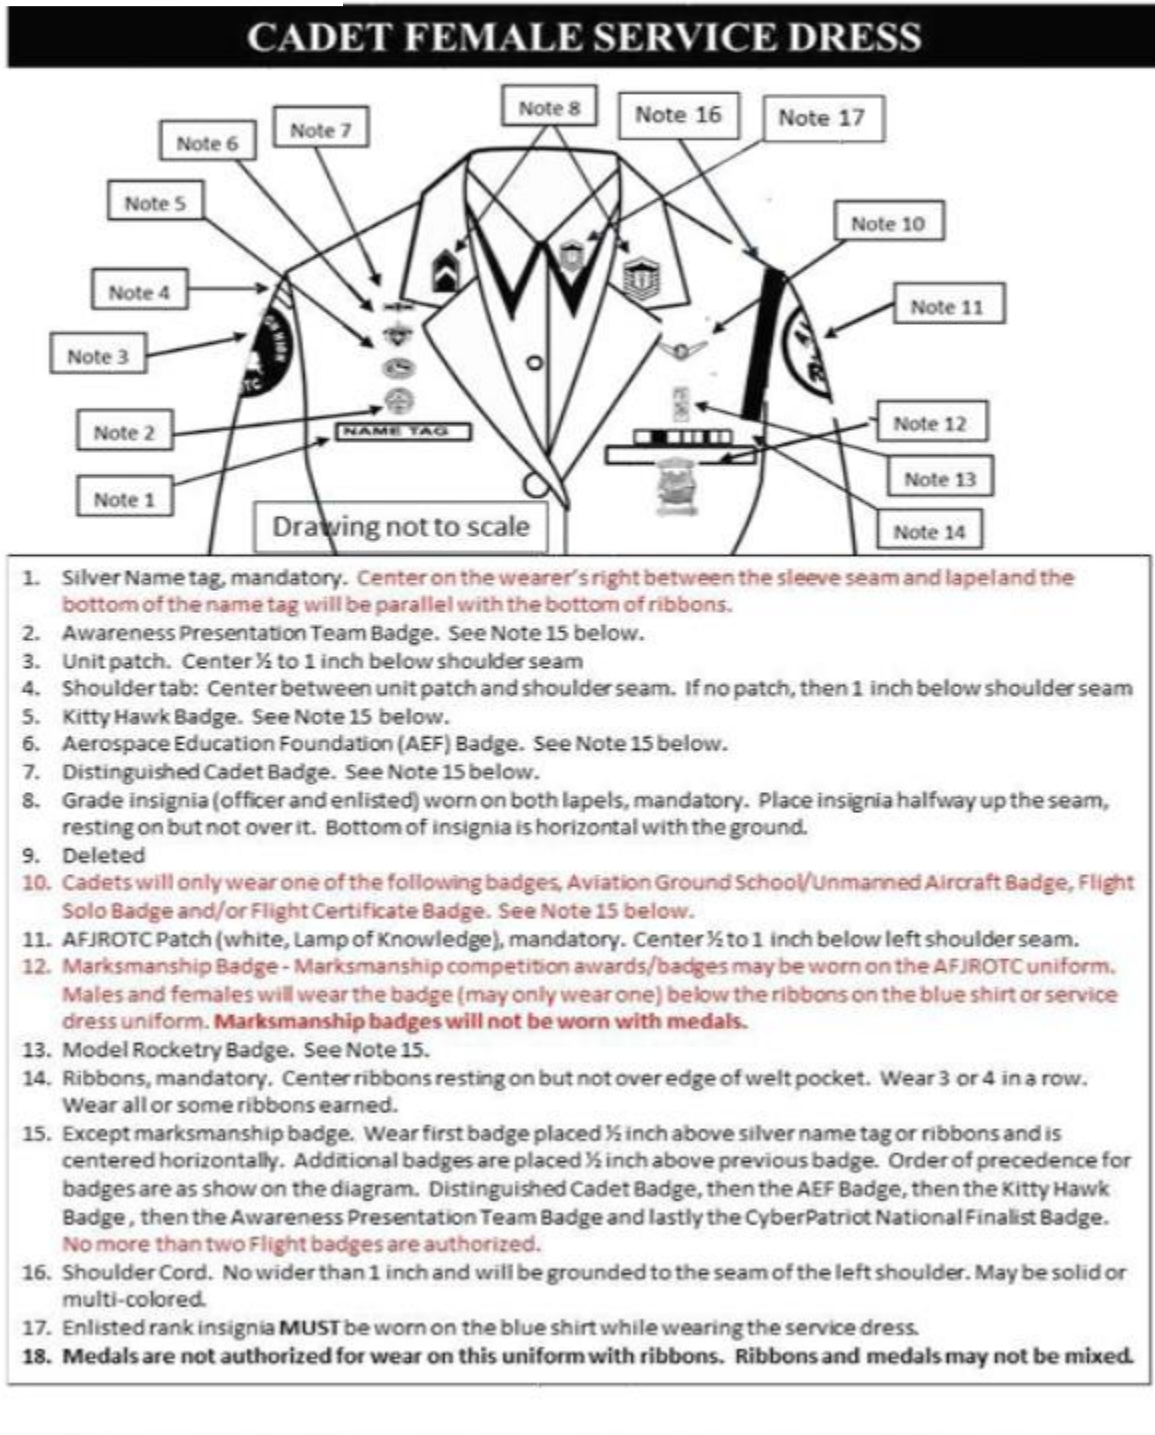 CADET FEMALE SERVICE DRESS
Note 8
Note 16
Note 17
Note 7
Note 6
Note 5
Note 10
Note 4
Note 11
Note 3
Note 2
Note 12
NAME TAG
Note 13
Note 1
Note 14
Drawing not to scale
1. Silver Name tag, mandatory. Center on the wearer's right between the sleeve seam and lapel and the
bottom of the name tag will be parallel with the bottom of ribbons.
2. Awareness Presentation Team Badge. See Note 15 below.
3. Unit patch. Center ½ to 1 inch below shoulder seam
4. Shoulder tab: Center between unit patch and shoulder seam. If no patch, then 1 inch below shoulder seam
5. Kitty Hawk Badge. See Note 15 below.
6. Aerospace Education Foundation (AEF) Badge. See Note 15 below.
7. Distinguished Cadet Badge. See Note 15 below.
8. Grade insignia (officer and enlisted) worn on both lapels, mandatory. Place insignia halfway up the seam,
resting on but not over it. Bottom of insignia is horizontal with the ground.
9. Deleted
10. Cadets will only wear one of the following badges, Aviation Ground School/Unmanned Aircraft Badge, Flight
Solo Badge and/or Flight Certificate Badge. See Note 15 below.
11. AFJROTC Patch (white, Lamp of Knowledge), mandatory. Center ½ to 1 inch below left shoulder seam.
12. Marksmanship Badge - Marksmanship competition awards/badges may be worn on the AFJROTC uniform.
Males and females will wear the badge (may only wear one) below the ribbons on the blue shirt or service
dress uniform. Marksmanship badges will not be worn with medals.
13. Model Rocketry Badge. See Note 15.
14. Ribbons, mandatory. Center ribbons resting on but not over edge of welt pocket. Wear 3 or 4 in a row.
Wear all or some ribbons earned.
15. Except marksmanship badge. Wear first badge placed ½ inch above silver name tag or ribbons and is
centered horizontally. Additional badges are placed ½ inch above previous badge. Order of precedence for
badges are as show on the diagram. Distinguished Cadet Badge, then the AEF Badge, then the Kitty Hawk
Badge, then the Awareness Presentation Team Badge and lastly the CyberPatriot National Finalist Badge.
No more than two Flight badges are authorized.
16. Shoulder Cord. No wider than 1 inch and will be grounded to the seam of the left shoulder. May be solid or
multi-colored.
17. Enlisted rank insignia MUST be worn on the blue shirt while wearing the service dress.
18. Medals are not authorized for wear on this uniform with ribbons. Ribbons and medals may not be mixed.